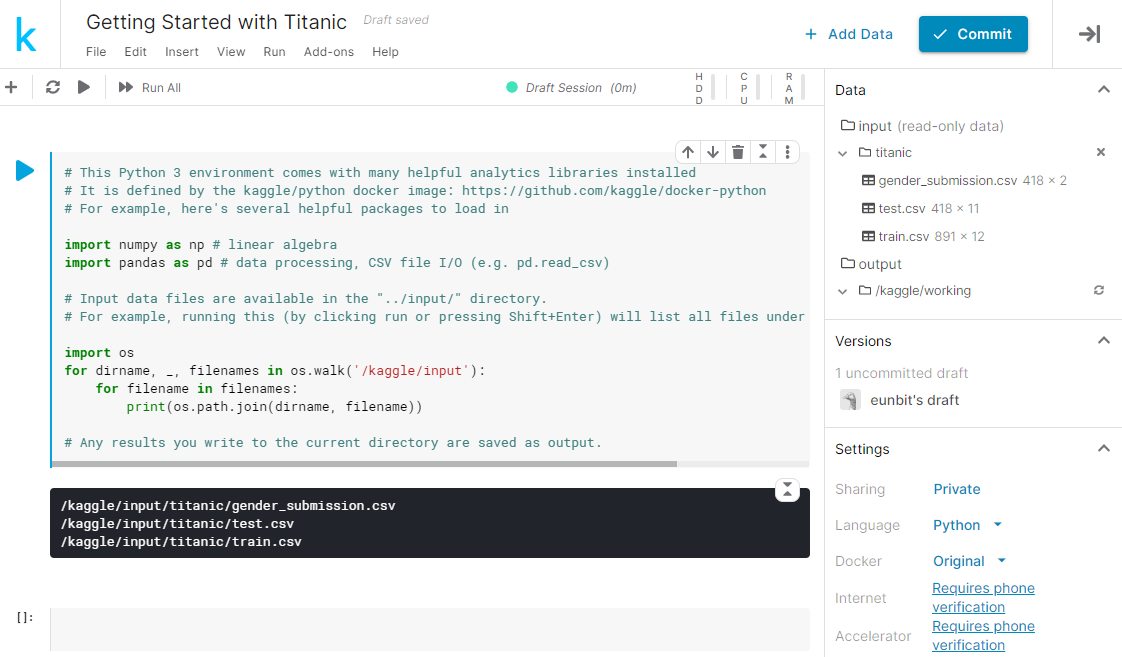 k
Getting Started with Titanic Draft saved
File Edit Insert View Run Add-ons Help
+ Add Data
Commit
Run All
Draft Session (0m)
HDD
CPU
RAM
# This Python 3 environment comes with many helpful analytics libraries installed
# It is defined by the kaggle/python docker image: https://github.com/kaggle/docker-python
# For example, here's several helpful packages to load in
import numpy as np # linear algebra
import pandas as pd # data processing, CSV file I/O (e.g. pd.read_csv)
# Input data files are available in the "../input/" directory.
# For example, running this (by clicking run or pressing Shift+Enter) will list all files under
import os
for dirname, _, filenames in os.walk('/kaggle/input'):
    for filename in filenames:
        print(os.path.join(dirname, filename))
# Any results you write to the current directory are saved as output.
/kaggle/input/titanic/gender_submission.csv
/kaggle/input/titanic/test.csv
/kaggle/input/titanic/train.csv
[]:
Data
input (read-only data)
titanic
gender_submission.csv 418 × 2
test.csv 418 × 11
train.csv 891 × 12
output
/kaggle/working
Versions
1 uncommitted draft
eunbit's draft
Settings
Sharing Private
Language Python
Docker Original
Internet Requires phone
verification
Accelerator Requires phone
verification